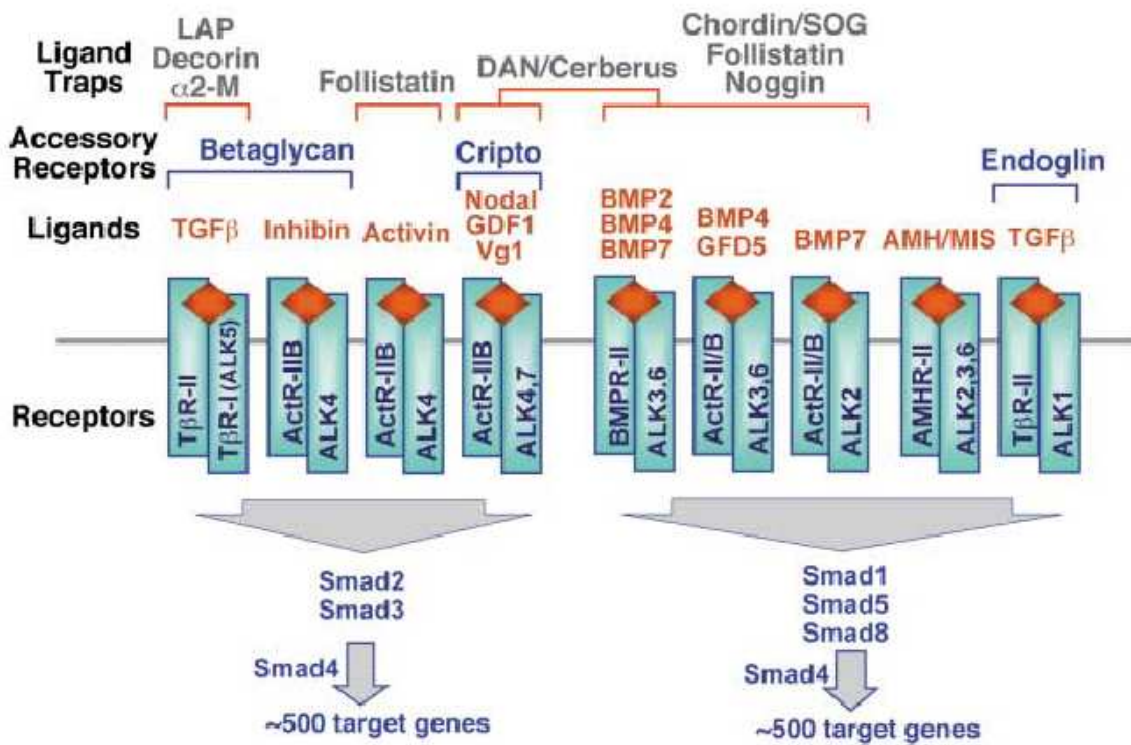 Ligand
Traps
LAP
Decorin
α2-M
Follistatin
DAN/Cerberus
Chordin/SOG
Follistatin
Noggin
Accessory
Receptors
Betaglycan
Cripto
Endoglin
Ligands
TGFβ
Inhibin
Activin
Nodal
GDF1
Vg1
BMP2
BMP4
BMP7
BMP4
GFD5
BMP7
AMH/MIS
TGFβ
Receptors
TβR-II
TβR-I (ALK5)
ActR-IIB
ALK4
ActR-IIB
ALK4
ActR-IIB
ALK4,7
BMPR-II
ALK3.6
ActR-II/B
ALK3,6
ActR-II/B
ALK2
AMHR-II
ALK2,3,6
TβR-II
ALK1
Smad2
Smad3
Smad4
~500 target genes
Smad1
Smad5
Smad8
Smad4
~500 target genes